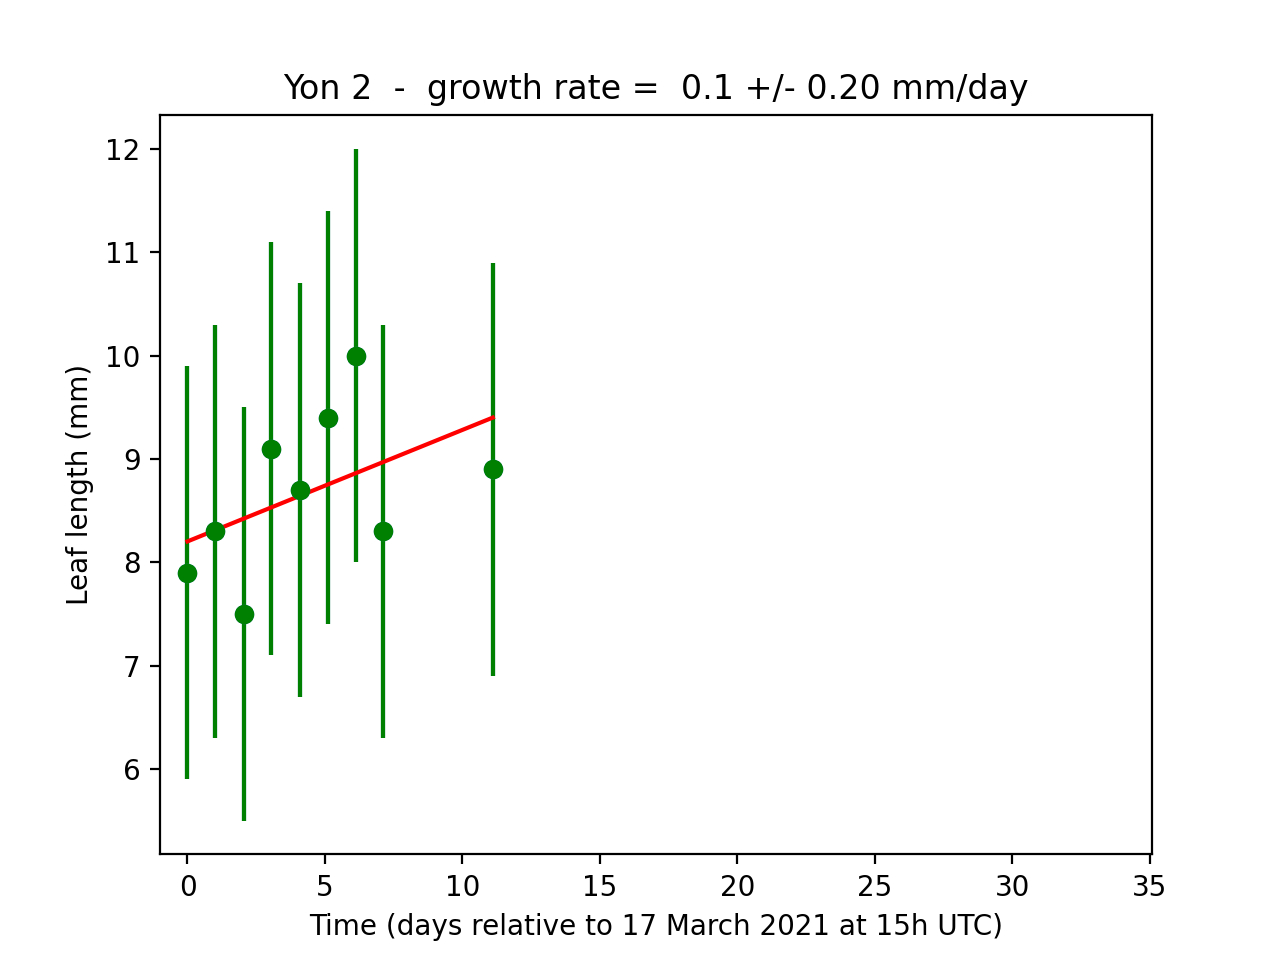 Yon 2  -  growth rate =  0.1 +/- 0.20 mm/day
12
11
10
9
8
7
6
Leaf length (mm)
0 5 10 15 20 25 30 35
Time (days relative to 17 March 2021 at 15h UTC)